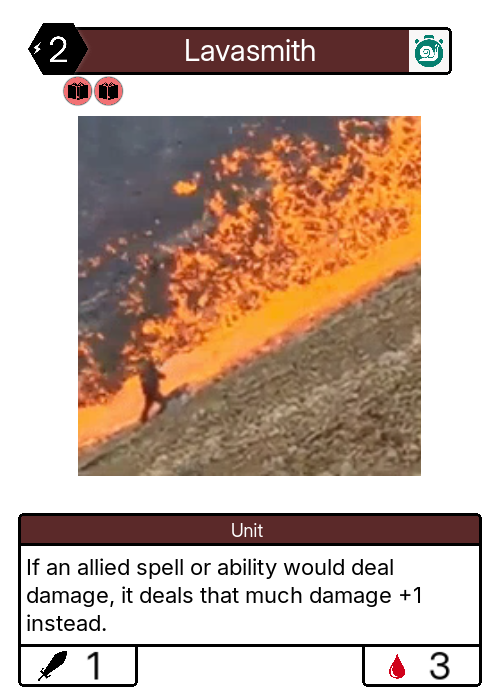 2
Lavasmith
Unit
If an allied spell or ability would deal
damage, it deals that much damage +1
instead.
1
3